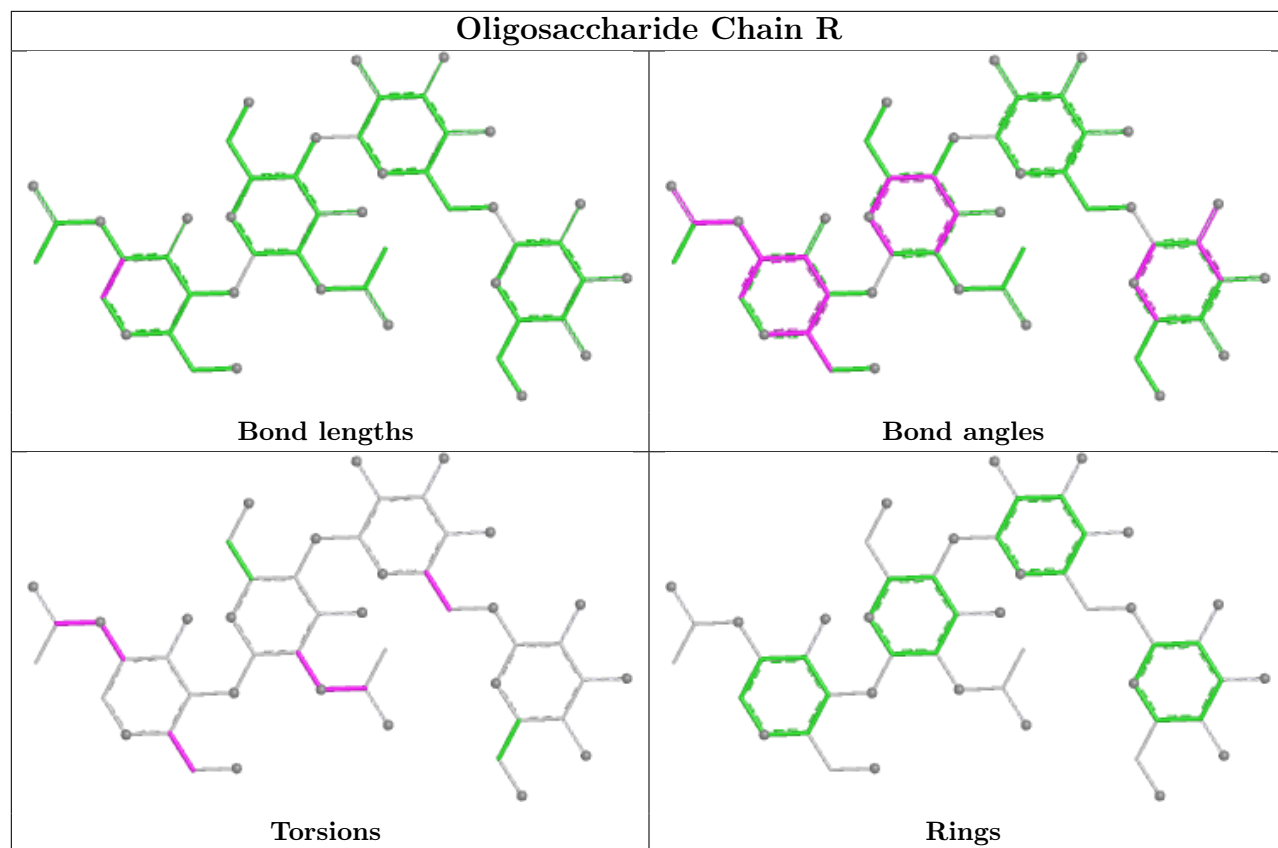 Oligosaccharide Chain R
Bond lengths
Bond angles
Torsions
Rings